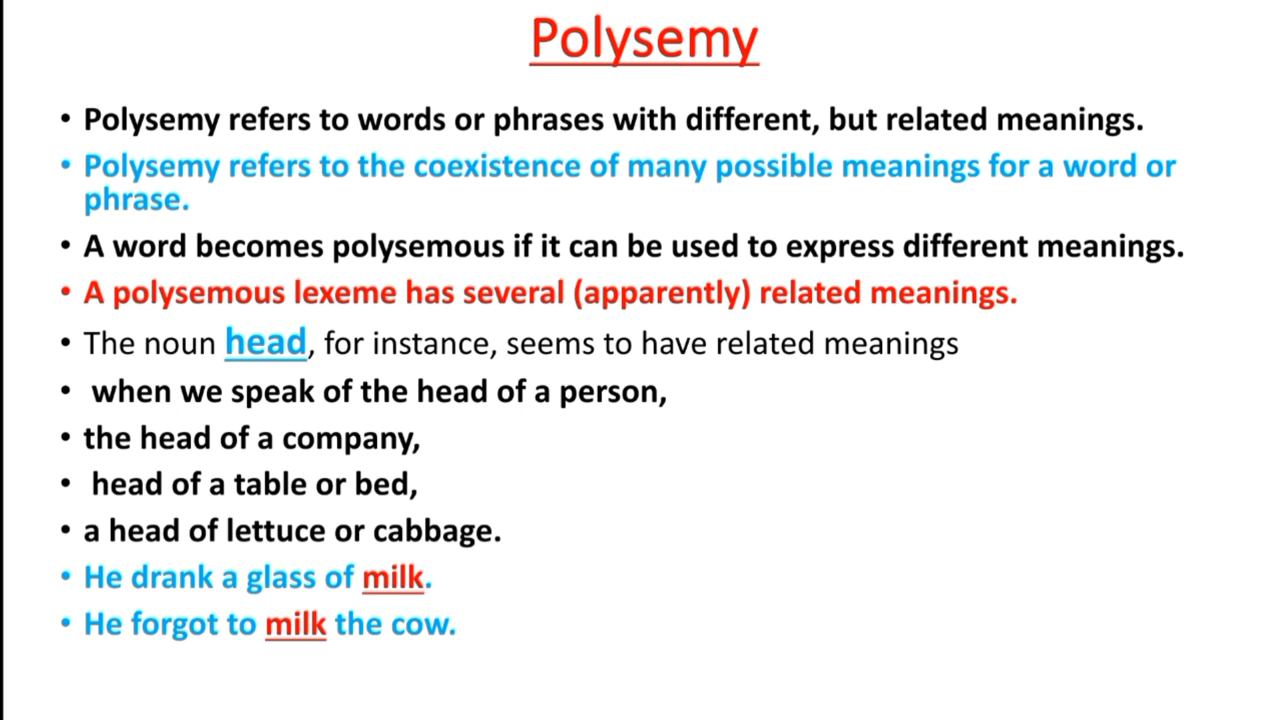 Polysemy
• Polysemy refers to words or phrases with different, but related meanings.
• Polysemy refers to the coexistence of many possible meanings for a word or
phrase.
• A word becomes polysemous if it can be used to express different meanings.
• A polysemous lexeme has several (apparently) related meanings.
• The noun head, for instance, seems to have related meanings
• when we speak of the head of a person,
• the head of a company,
• head of a table or bed,
• a head of lettuce or cabbage.
• He drank a glass of milk.
• He forgot to milk the cow.